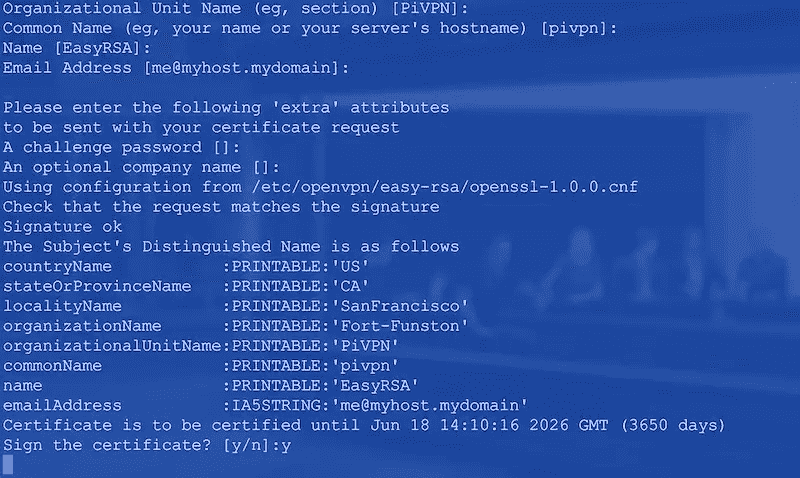 Organizational Unit Name (eg, section) [PiVPN]:
Common Name (eg, your name or your server's hostname) [pivpn]:
Name [EasyRSA]:
Email Address [me@myhost.mydomain]:
Please enter the following 'extra' attributes
to be sent with your certificate request
A challenge password []:
An optional company name []:
Using configuration from /etc/openvpn/easy-rsa/openssl-1.0.0.cnf
Check that the request matches the signature
Signature ok
The Subject's Distinguished Name is as follows
countryName           :PRINTABLE:'US'
stateOrProvinceName   :PRINTABLE:'CA'
localityName          :PRINTABLE:'SanFrancisco'
organizationName      :PRINTABLE:'Fort-Funston'
organizationalUnitName:PRINTABLE:'PiVPN'
commonName            :PRINTABLE:'pivpn'
name                  :PRINTABLE:'EasyRSA'
emailAddress          :IA5STRING:'me@myhost.mydomain'
Certificate is to be certified until Jun 18 14:10:16 2026 GMT (3650 days)
Sign the certificate? [y/n]:y